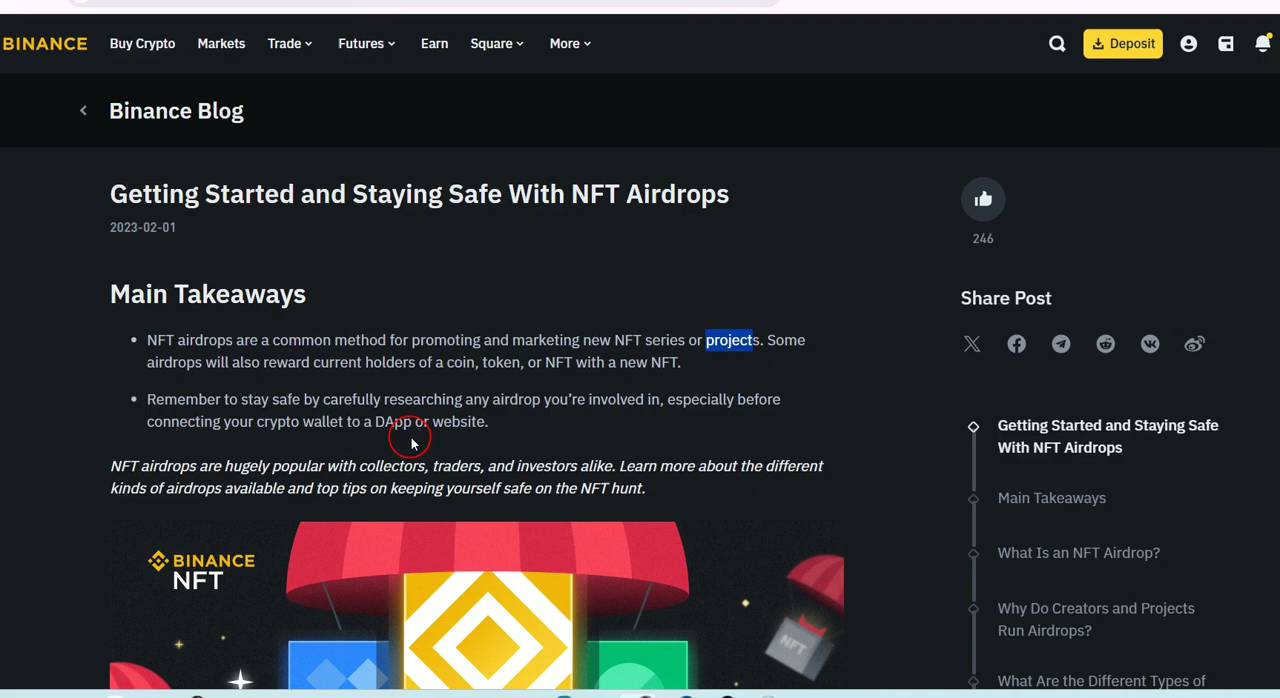 BINANCE Buy Crypto Markets Trade Futures Earn Square More Deposit
Binance Blog
Getting Started and Staying Safe With NFT Airdrops
2023-02-01
246
Main Takeaways
Share Post
NFT airdrops are a common method for promoting and marketing new NFT series or projects. Some
airdrops will also reward current holders of a coin, token, or NFT with a new NFT.
Remember to stay safe by carefully researching any airdrop you're involved in, especially before
connecting your crypto wallet to a DApp or website.
NFT airdrops are hugely popular with collectors, traders, and investors alike. Learn more about the different
kinds of airdrops available and top tips on keeping yourself safe on the NFT hunt.
BINANCE
NFT
NFT
Getting Started and Staying Safe
With NFT Airdrops
Main Takeaways
What Is an NFT Airdrop?
Why Do Creators and Projects
Run Airdrops?
What Are the Different Types of